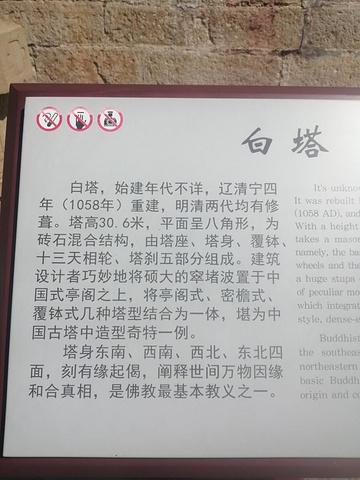 白塔
白塔，始建年代不详，辽清宁四
年（1058年）重建，明清两代均有修
葺。塔高30.6米，平面呈八角形，为
砖石混合结构，由塔座、塔身、覆钵、
十三天相轮、塔刹五部分组成。建筑
设计者巧妙地将硕大的窣堵波置于中
国式亭阁之上，将亭阁式、密檐式、
覆钵式几种塔型结合为一体，堪为中
国古塔中造型奇特一例。
塔身东南、西南、西北、东北四
面，刻有缘起偈，阐释世间万物因缘
和合真相，是佛教最基本教义之一。
It's unkno
It was rebuilt
(1058 AD), and
With a height
takes a mason
namely, the ba
wheels and the
a huge stupa
of peculiar mo
which integrat
style, dense-e
Buddhist
the southeas
northeastern
basic Buddh
origin and co